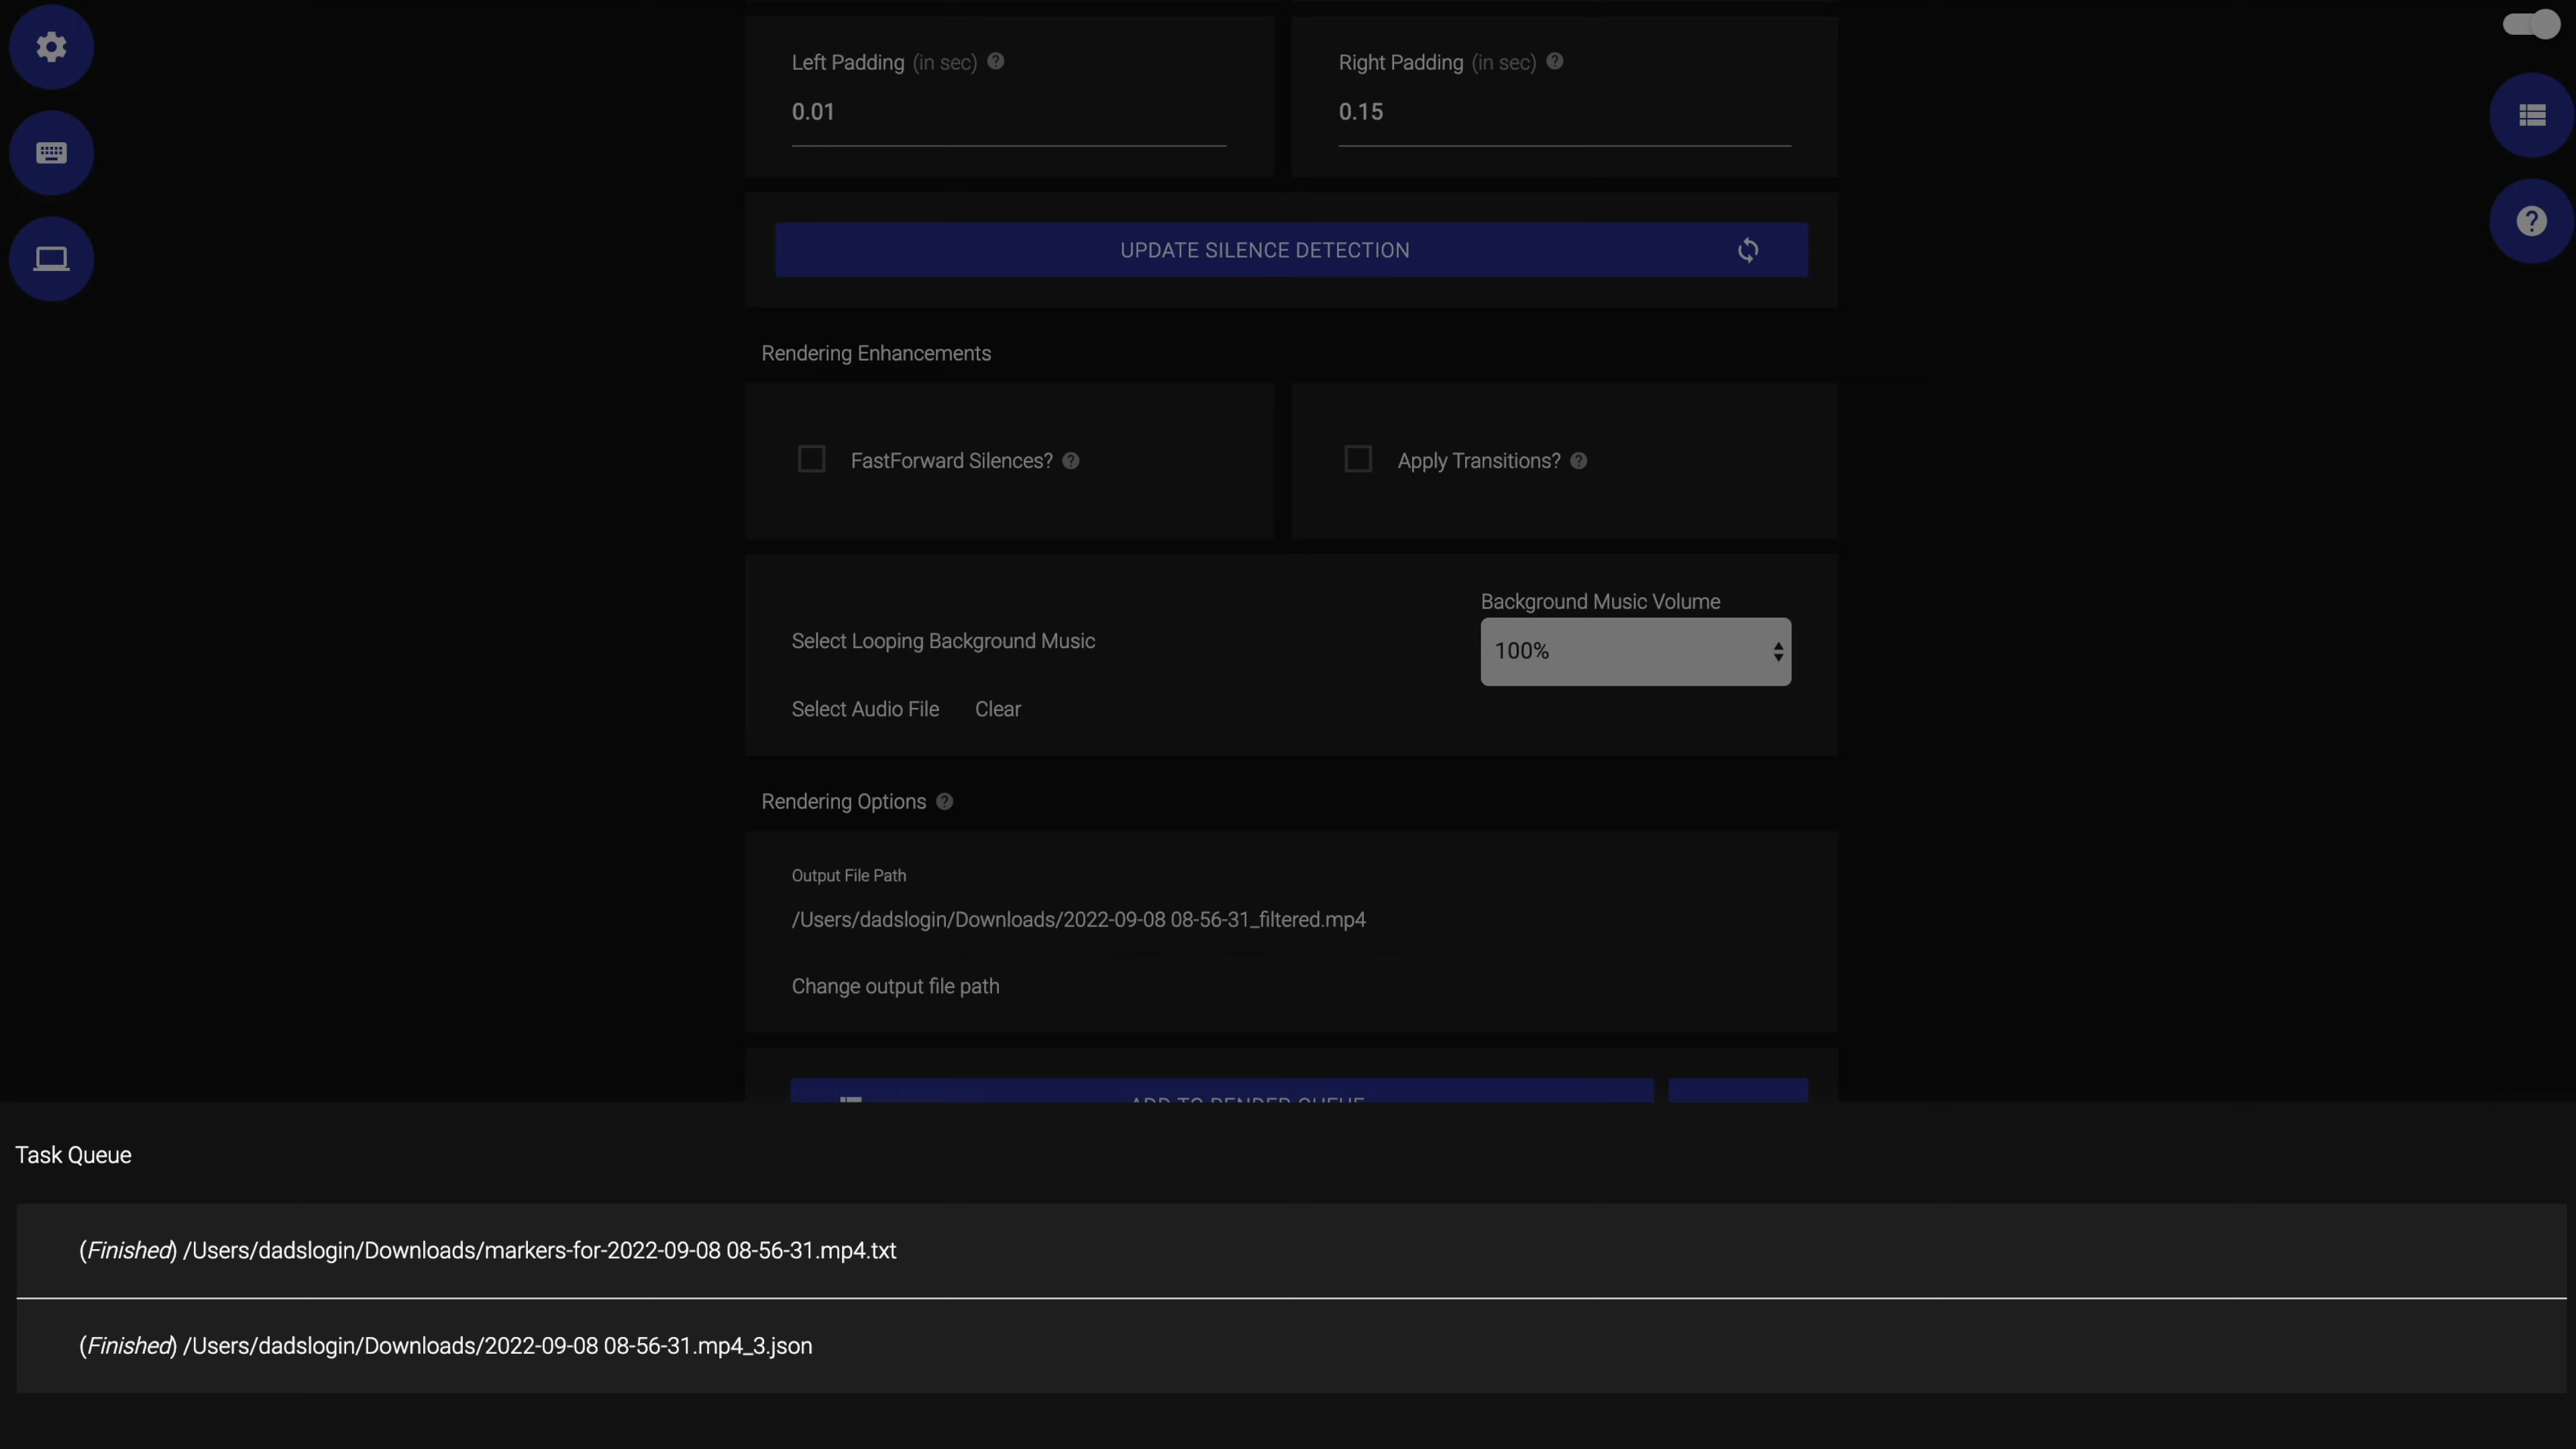 Left Padding (in sec)
0.01
Right Padding (in sec)
0.15
UPDATE SILENCE DETECTION
Rendering Enhancements
FastForward Silences?
Apply Transitions?
Background Music Volume
Select Looping Background Music
100%
Select Audio File
Clear
Rendering Options
Output File Path
/Users/dadslogin/Downloads/2022-09-08 08-56-31_filtered.mp4
Change output file path
ADD TO RENDER QUEUE
Task Queue
(Finished) /Users/dadslogin/Downloads/markers-for-2022-09-08 08-56-31.mp4.txt
(Finished) /Users/dadslogin/Downloads/2022-09-08 08-56-31.mp4_3.json